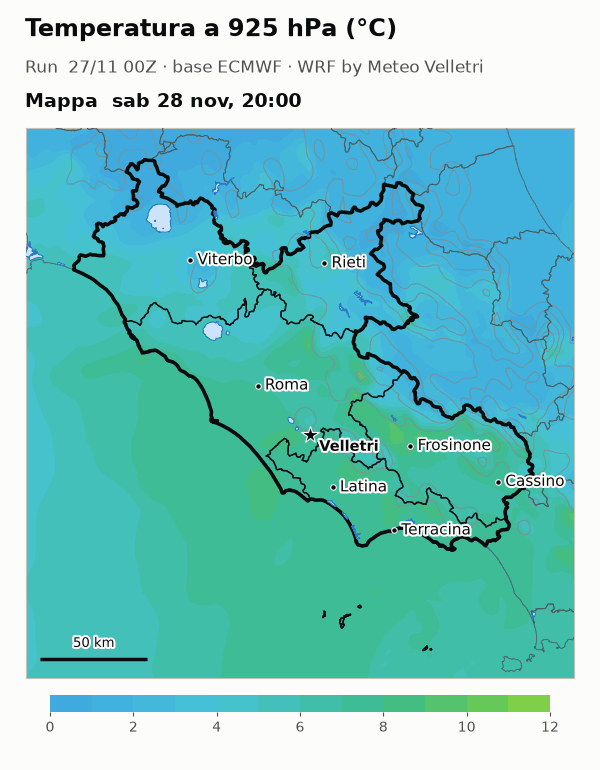 Temperatura a 925 hPa (°C)
Run  27/11 00Z · base ECMWF · WRF by Meteo Velletri
Mappa  sab 28 nov, 20:00
Viterbo
Rieti
Roma
Velletri
Frosinone
Cassino
Latina
Terracina
50 km
0 2 4 6 8 10 12